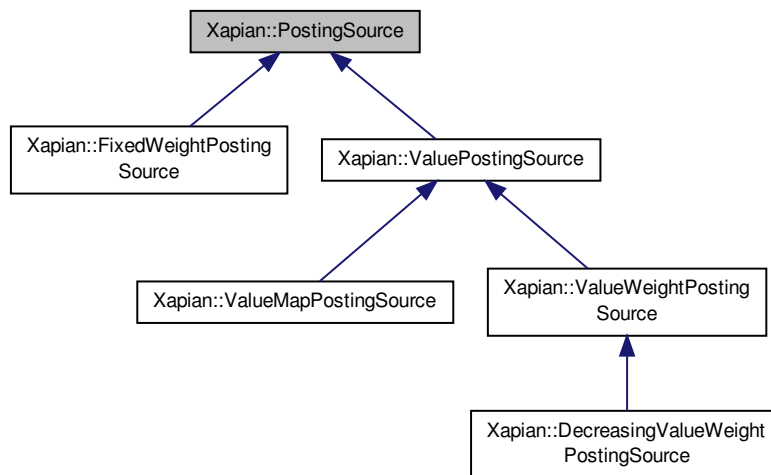 Xapian::PostingSource
Xapian::FixedWeightPosting
Source
Xapian::ValuePostingSource
Xapian::ValueMapPostingSource
Xapian::ValueWeightPosting
Source
Xapian::DecreasingValueWeight
PostingSource